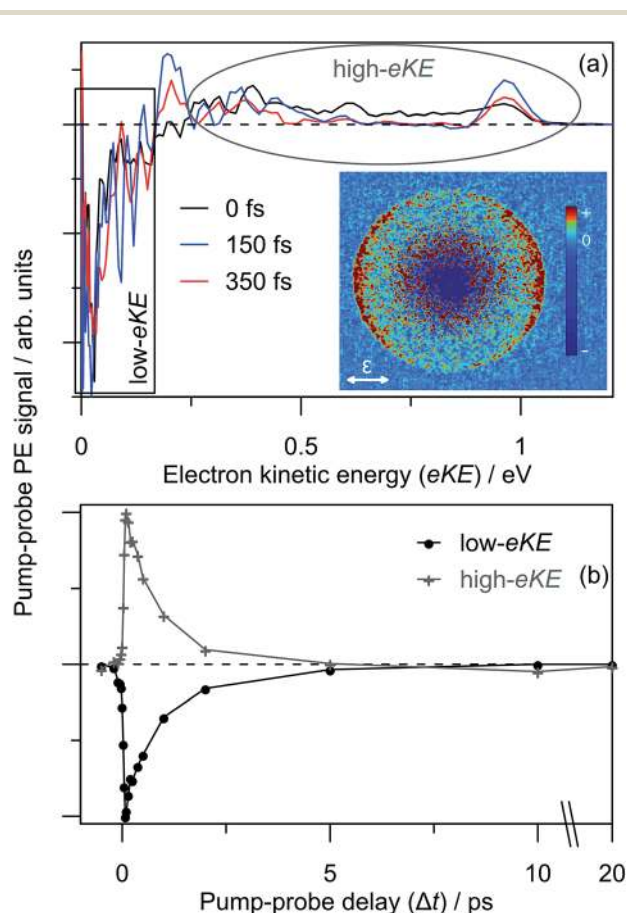 (a)
high-eKE
0 fs
150 fs
350 fs
low-eKE
+
0
-
ε
0
0.5
1
Electron kinetic energy (eKE) / eV
Pump-probe PE signal / arb. units
low-eKE
high-eKE
(b)
0
5
10
20
Pump-probe delay (Δt) / ps